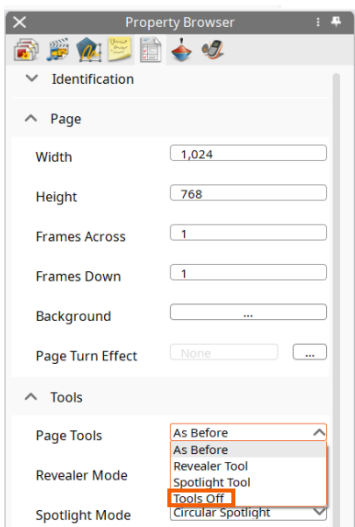 Property Browser
Identification
Page
Width 1,024
Height 768
Frames Across 1
Frames Down 1
Background ...
Page Turn Effect None ...
Tools
Page Tools As Before
As Before
Revealer Tool
Revealer Mode
Spotlight Tool
Tools Off
Spotlight Mode Circular Spotlight